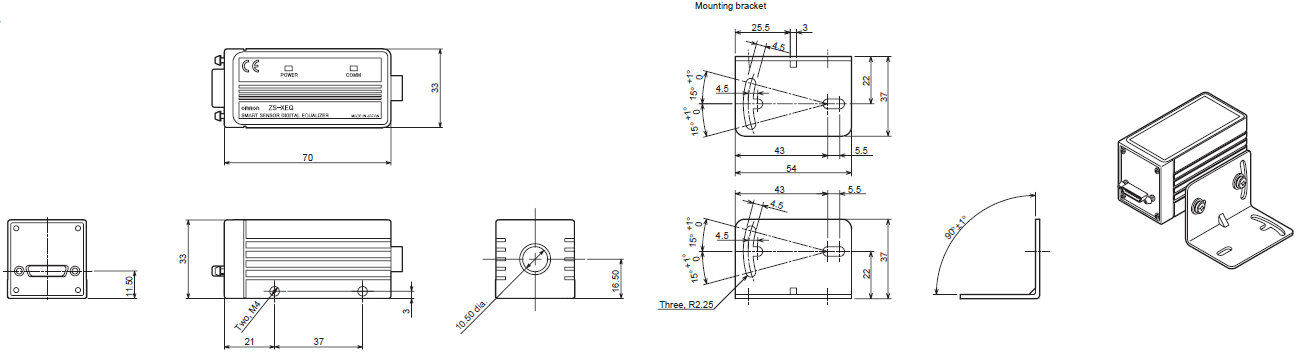 Mounting bracket
CE
POWER
COMM
omron
ZS-XEQ
SMART SENSOR DIGITAL EQUALIZER
MADE IN JAPAN
33
70
25.5
3
4.5
4.5
15° +1° 0
15° +1° 0
22
37
43
5.5
54
11.50
33
Two, M4
21
37
3
10.50 dia.
16.50
43
5.5
4.5
4.5
15° +1° 0
15° +1° 0
22
37
Three, R2.25
90°±1°